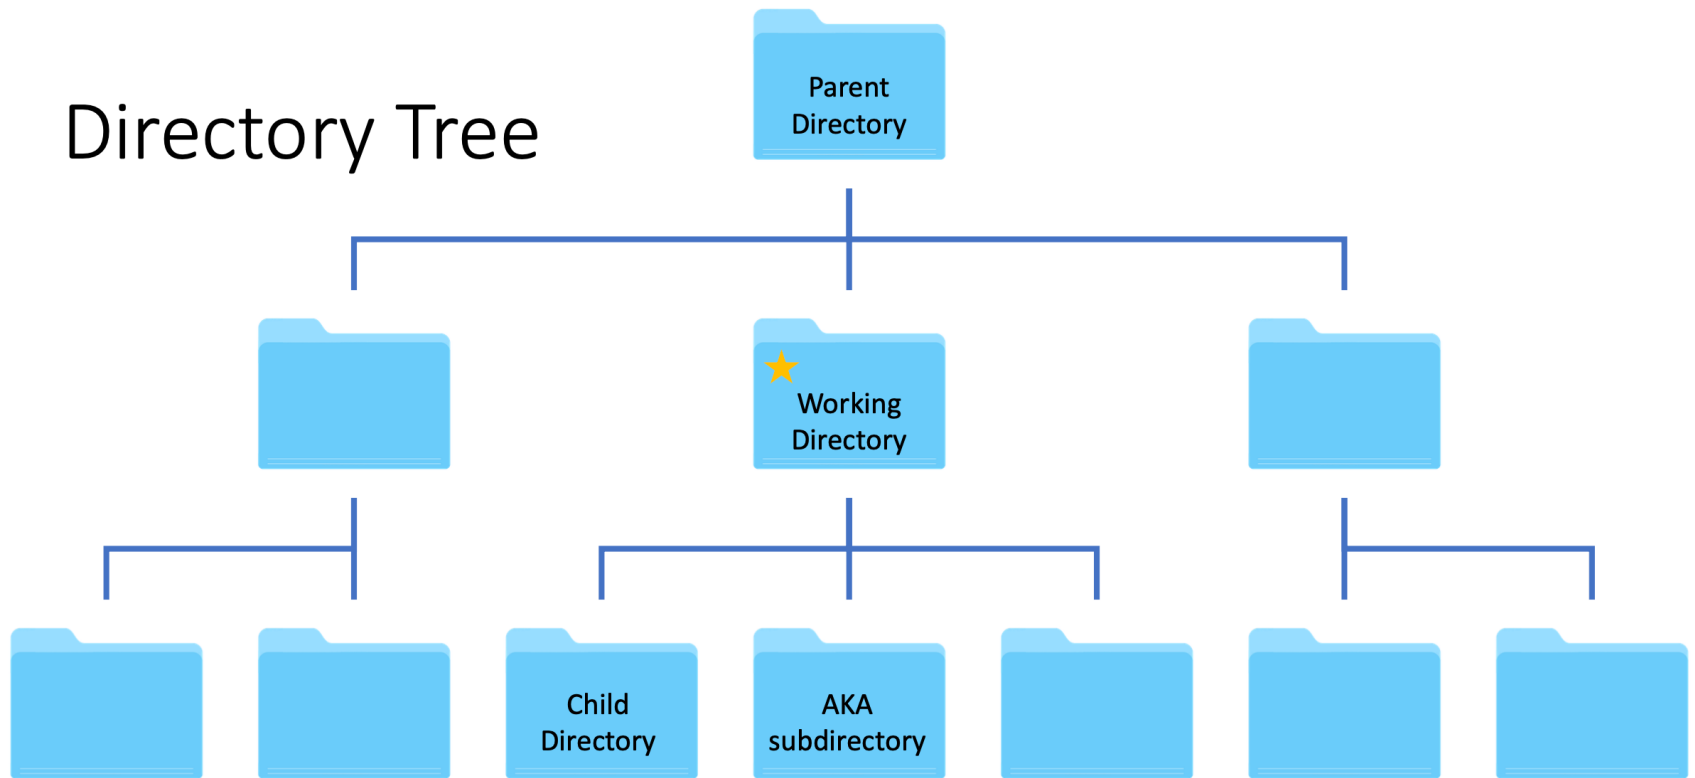 Parent
Directory
Directory Tree
Working
Directory
Child
Directory
AKA
subdirectory